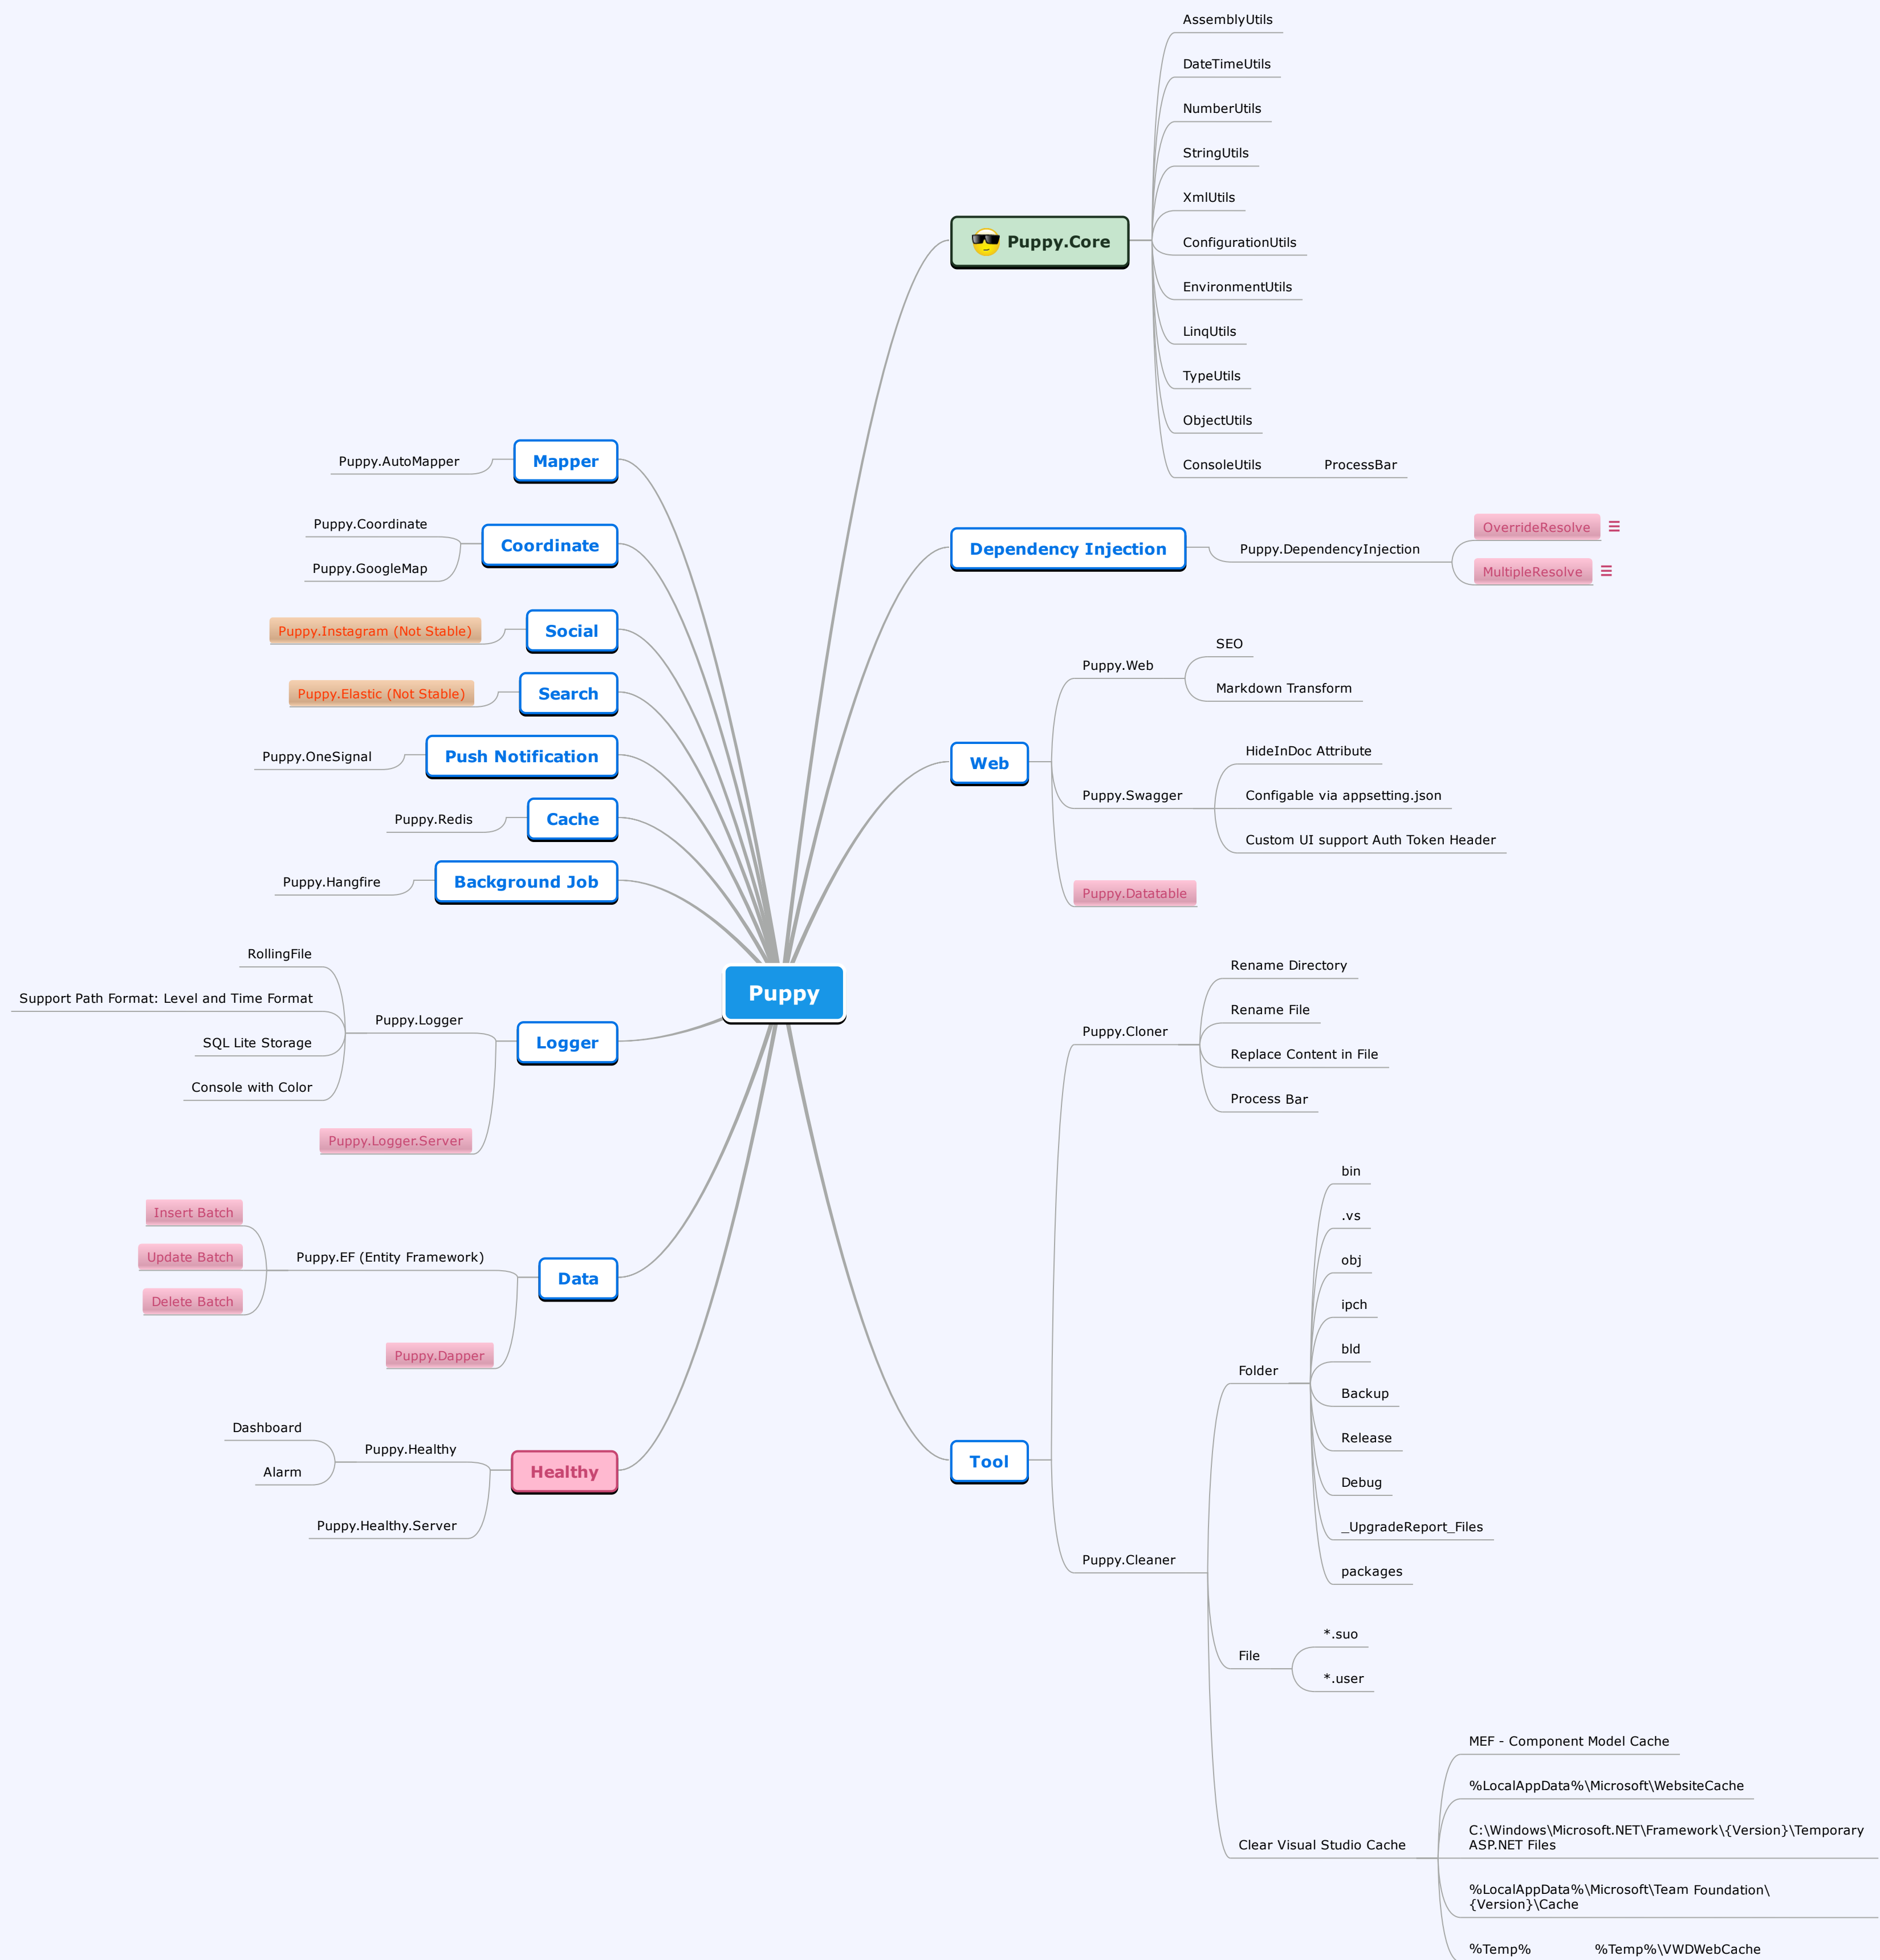 Puppy
Puppy.Core
AssemblyUtils
DateTimeUtils
NumberUtils
StringUtils
XmlUtils
ConfigurationUtils
EnvironmentUtils
LinqUtils
TypeUtils
ObjectUtils
ConsoleUtils
ProcessBar
Dependency Injection
Puppy.DependencyInjection
OverrideResolve
MultipleResolve
Web
Puppy.Web
SEO
Markdown Transform
Puppy.Swagger
HideInDoc Attribute
Configable via appsetting.json
Custom UI support Auth Token Header
Puppy.Datatable
Tool
Puppy.Cloner
Rename Directory
Rename File
Replace Content in File
Process Bar
Puppy.Cleaner
Folder
bin
.vs
obj
ipch
bld
Backup
Release
Debug
_UpgradeReport_Files
packages
File
*.suo
*.user
Clear Visual Studio Cache
MEF - Component Model Cache
%LocalAppData%\Microsoft\WebsiteCache
C:\Windows\Microsoft.NET\Framework\{Version}\Temporary
ASP.NET Files
%LocalAppData%\Microsoft\Team Foundation\
{Version}\Cache
%Temp%
%Temp%\VWDWebCache
Mapper
Puppy.AutoMapper
Coordinate
Puppy.Coordinate
Puppy.GoogleMap
Social
Puppy.Instagram (Not Stable)
Search
Puppy.Elastic (Not Stable)
Push Notification
Puppy.OneSignal
Cache
Puppy.Redis
Background Job
Puppy.Hangfire
Logger
Puppy.Logger
RollingFile
Support Path Format: Level and Time Format
SQL Lite Storage
Console with Color
Puppy.Logger.Server
Data
Puppy.EF (Entity Framework)
Insert Batch
Update Batch
Delete Batch
Puppy.Dapper
Healthy
Puppy.Healthy
Dashboard
Alarm
Puppy.Healthy.Server